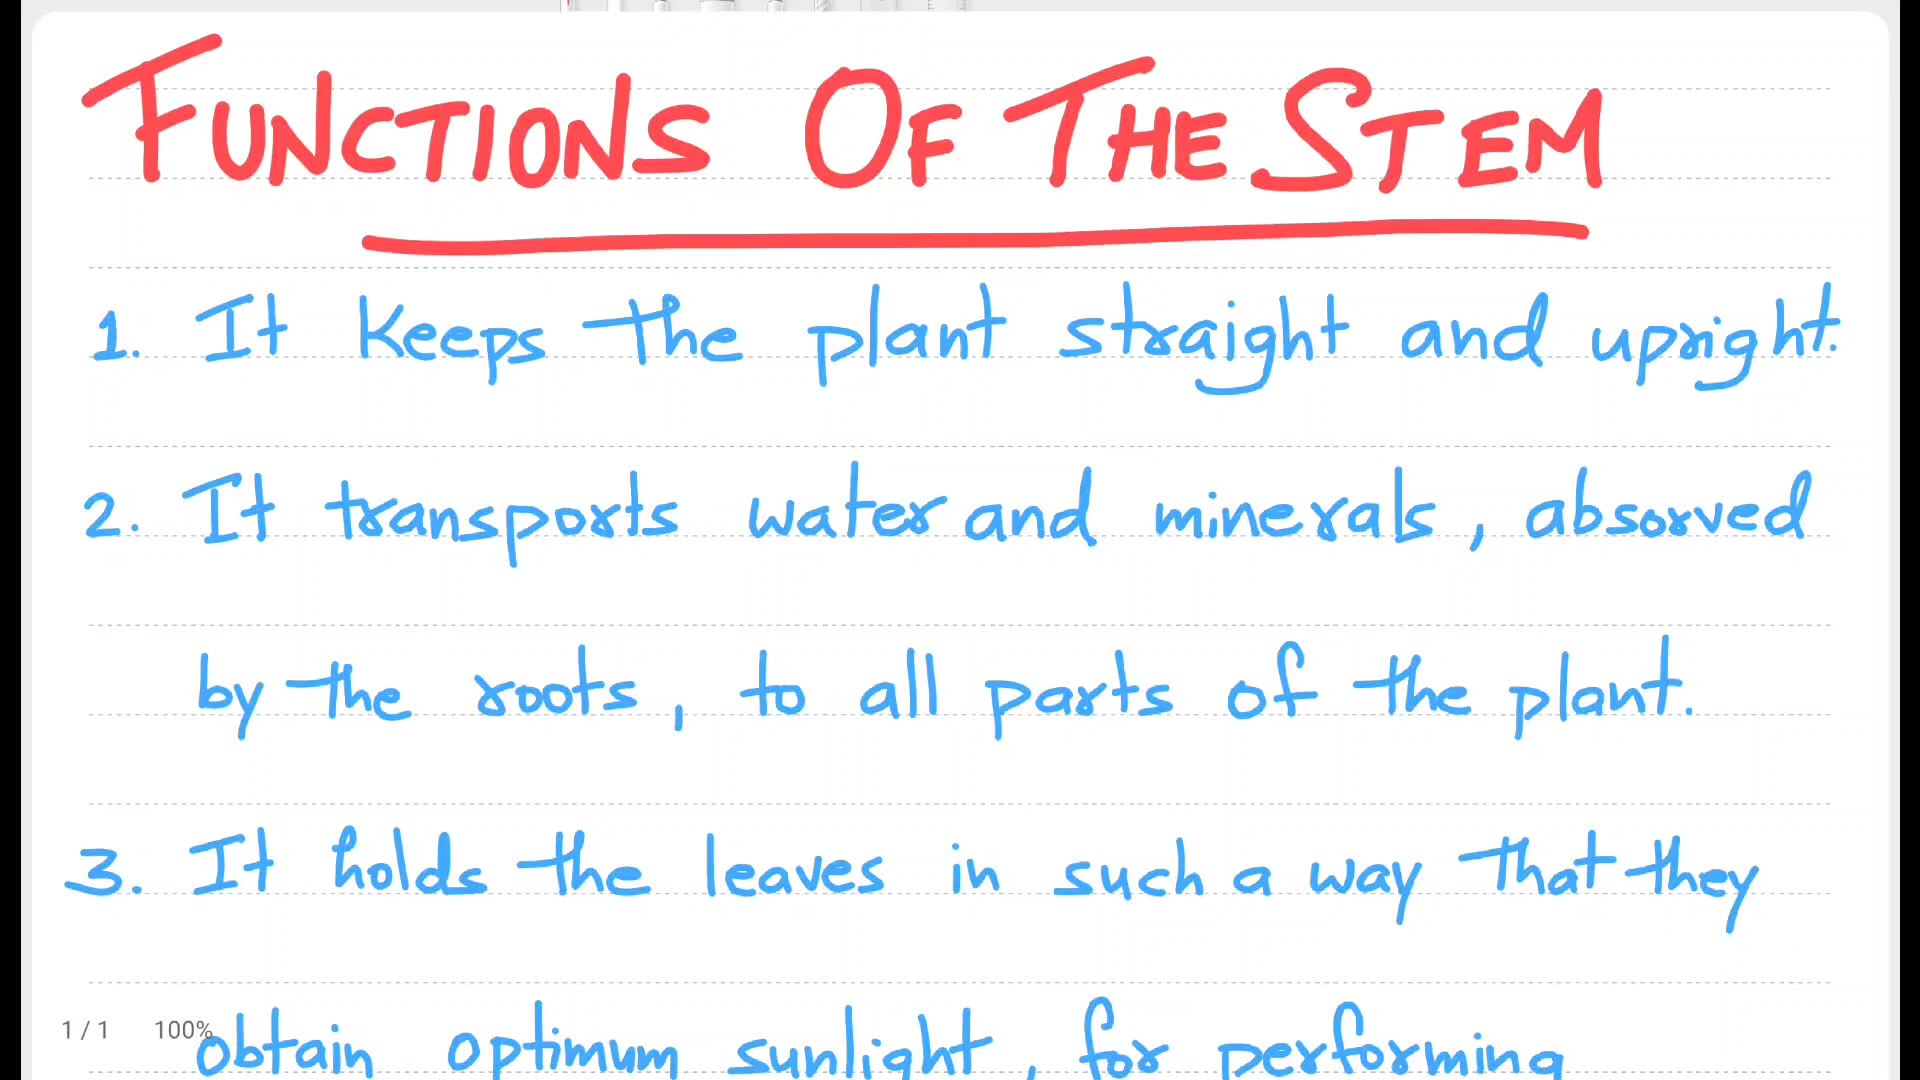 FUNCTIONS OF THE STEM
1. It keeps the plant straight and upright.
2. It transports water and minerals, absorved
by the roots, to all parts of the plant.
3. It holds the leaves in such a way that they
obtain optimum sunlight, for performing
1/1 100%